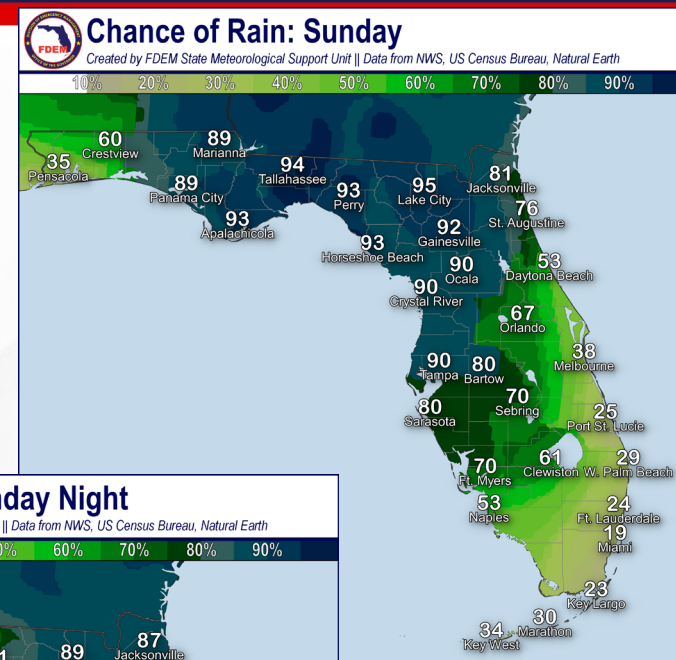 Chance of Rain: Sunday
FDEM
Created by FDEM State Meteorological Support Unit || Data from NWS, US Census Bureau, Natural Earth
10% 20% 30% 40% 50% 60% 70% 80% 90%
60
Crestview
89
Marianna
35
Pensacola
94
Tallahassee
81
Jacksonville
89
Panama City
93
Perry
95
Lake City
76
St. Augustine
93
Apalachicola
92
Gainesville
93
Horseshoe Beach
90
Ocala
53
Daytona Beach
90
Crystal River
67
Orlando
38
Melbourne
90
Tampa
80
Bartow
70
Sebring
80
Sarasota
25
Port St. Lucie
70
Ft. Myers
61
Clewiston
29
W. Palm Beach
53
Naples
24
Ft. Lauderdale
19
Miami
23
Key Largo
30
Marathon
34
Key West
day Night
|| Data from NWS, US Census Bureau, Natural Earth
0% 60% 70% 80% 90%
89
87
Jacksonville